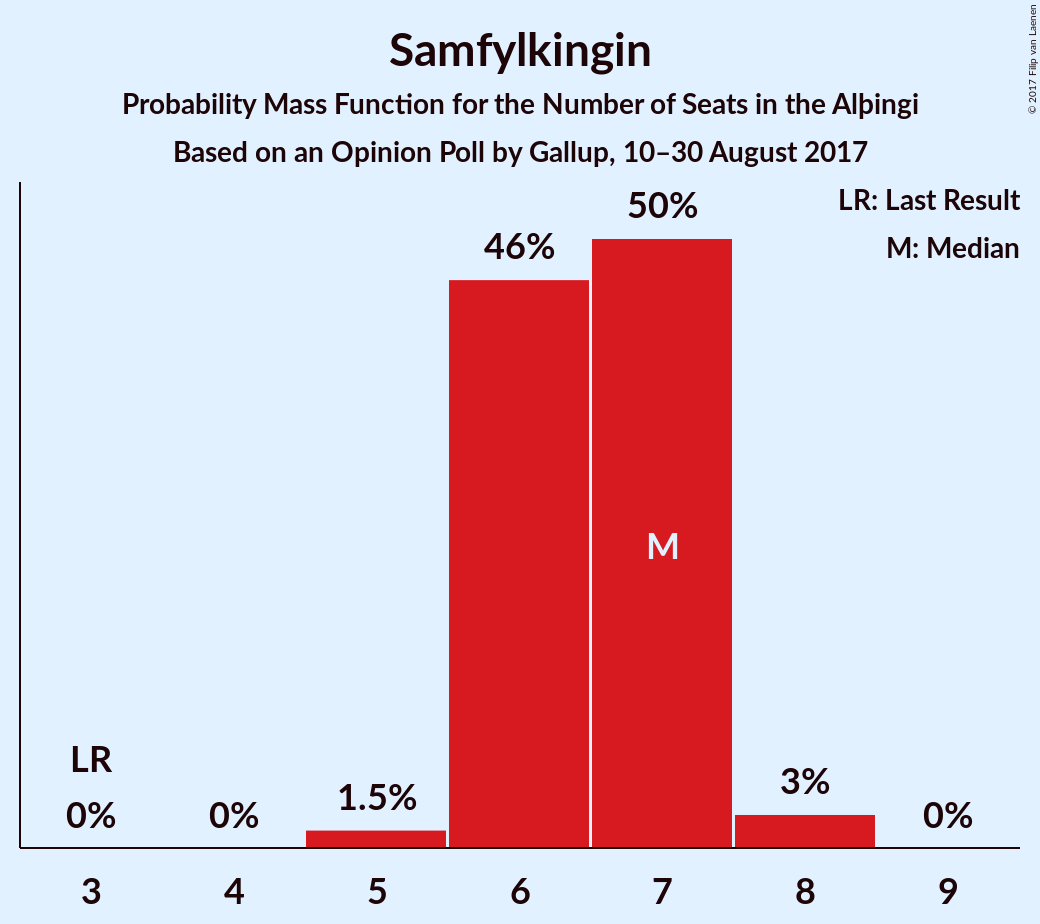 Samfylkingin
Probability Mass Function for the Number of Seats in the Alþingi
Based on an Opinion Poll by Gallup, 10–30 August 2017
© 2017 Filip van Laenen
LR: Last Result
M: Median
50%
46%
M
LR
0%
0%
1.5%
3%
0%
3 4 5 6 7 8 9